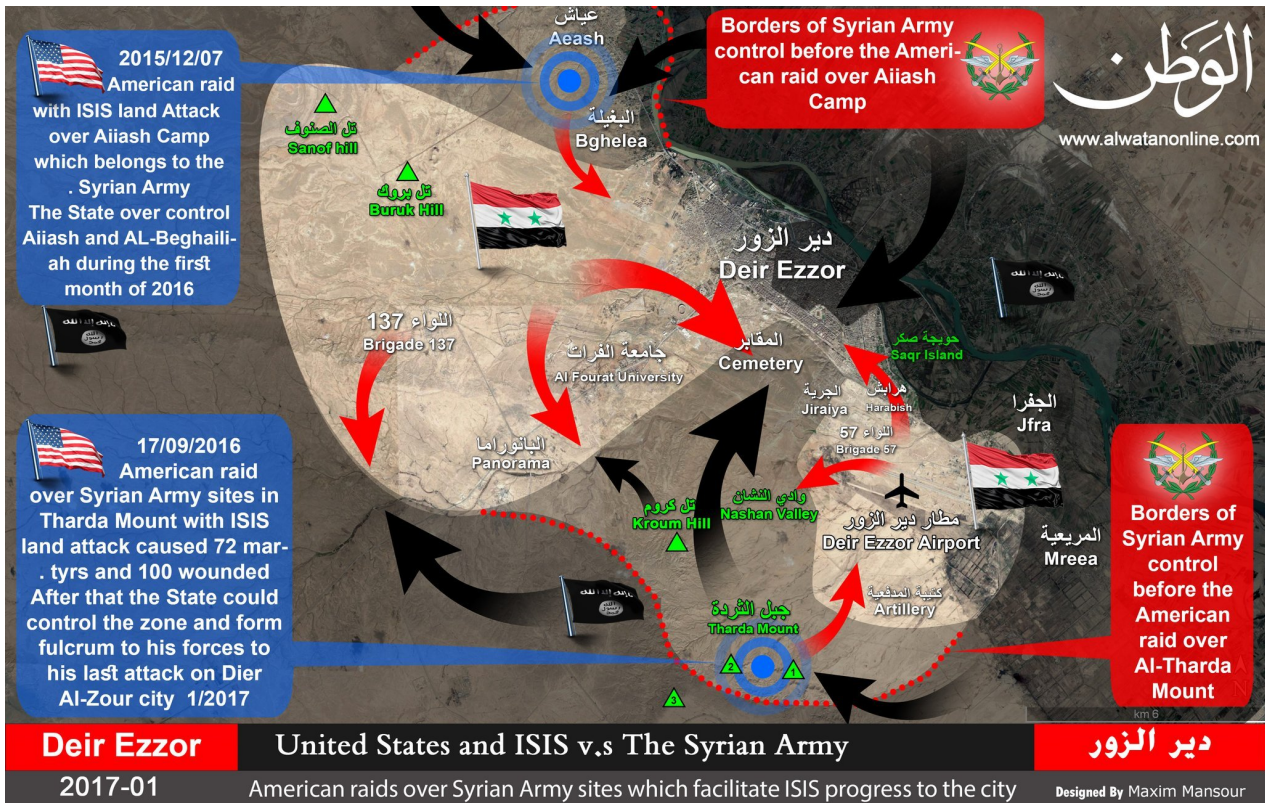 عياش
Aeash
البغيلة
Bghelea
2015/12/07
American raid
with ISIS land Attack
over Aiiash Camp
which belongs to the
. Syrian Army
The State over control
Aiiash and AL-Beghaili-
ah during the first
month of 2016
Borders of Syrian Army
control before the Ameri-
can raid over Aiiash
Camp
الوطن
www.alwatanonline.com
تل الصنوف
Sanof hill
تل بروك
Buruk Hill
دير الزور
Deir Ezzor
اللواء 137
Brigade 137
جامعة الفرات
Al Fourat University
المقابر
Cemetery
حويجة صكر
Saqr Island
الجرية
Jiraiya
هرابش
Harabish
الجفرا
Jfra
اللواء 57
Brigade 57
البانوراما
Panorama
تل كروم
Kroum Hill
وادي النشان
Nashan Valley
مطار دير الزور
Deir Ezzor Airport
المريعية
Mreea
كتيبة المدفعية
Artillery
جبل الثردة
Tharda Mount
2
1
3
17/09/2016
American raid
over Syrian Army sites in
Tharda Mount with ISIS
land attack caused 72 mar-
. tyrs and 100 wounded
After that the State could
control the zone and form
fulcrum to his forces to
his last attack on Dier
Al-Zour city 1/2017
Borders of
Syrian Army
control
before the
American
raid over
Al-Tharda
Mount
km 6
Deir Ezzor
United States and ISIS v.s The Syrian Army
دير الزور
2017-01
American raids over Syrian Army sites which facilitate ISIS progress to the city
Designed By Maxim Mansour